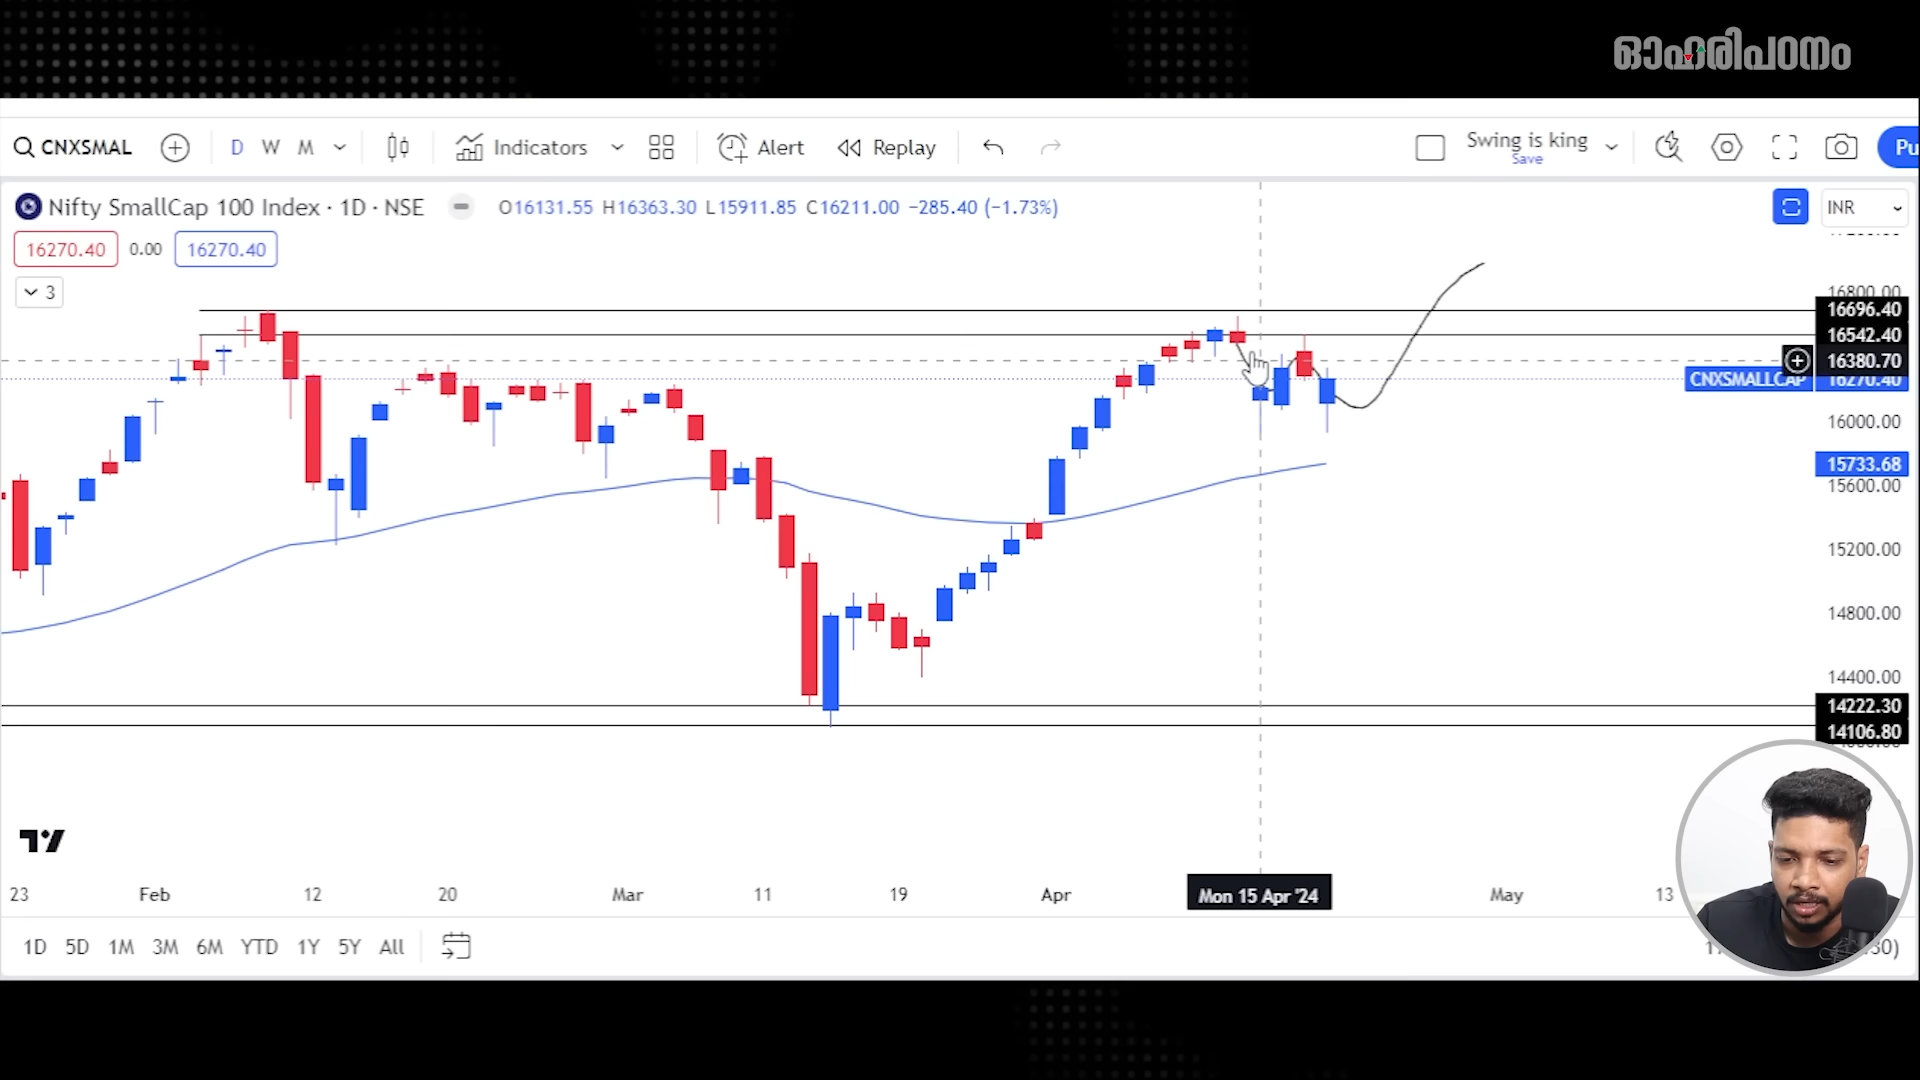 ഓഹരിപഠനം
CNXSMAL D W M Indicators Alert Replay Swing is king Save Pu
Nifty SmallCap 100 Index · 1D · NSE O16131.55 H16363.30 L15911.85 C16211.00 −285.40 (−1.73%) INR
16270.40 0.00 16270.40
3
16800.00
16696.40
16542.40
16380.70
CNXSMALLCAP 16270.40
16000.00
15733.68
15600.00
15200.00
14800.00
14400.00
14222.30
14106.80
23 Feb 12 20 Mar 11 19 Apr Mon 15 Apr '24 May 13
1D 5D 1M 3M 6M YTD 1Y 5Y All